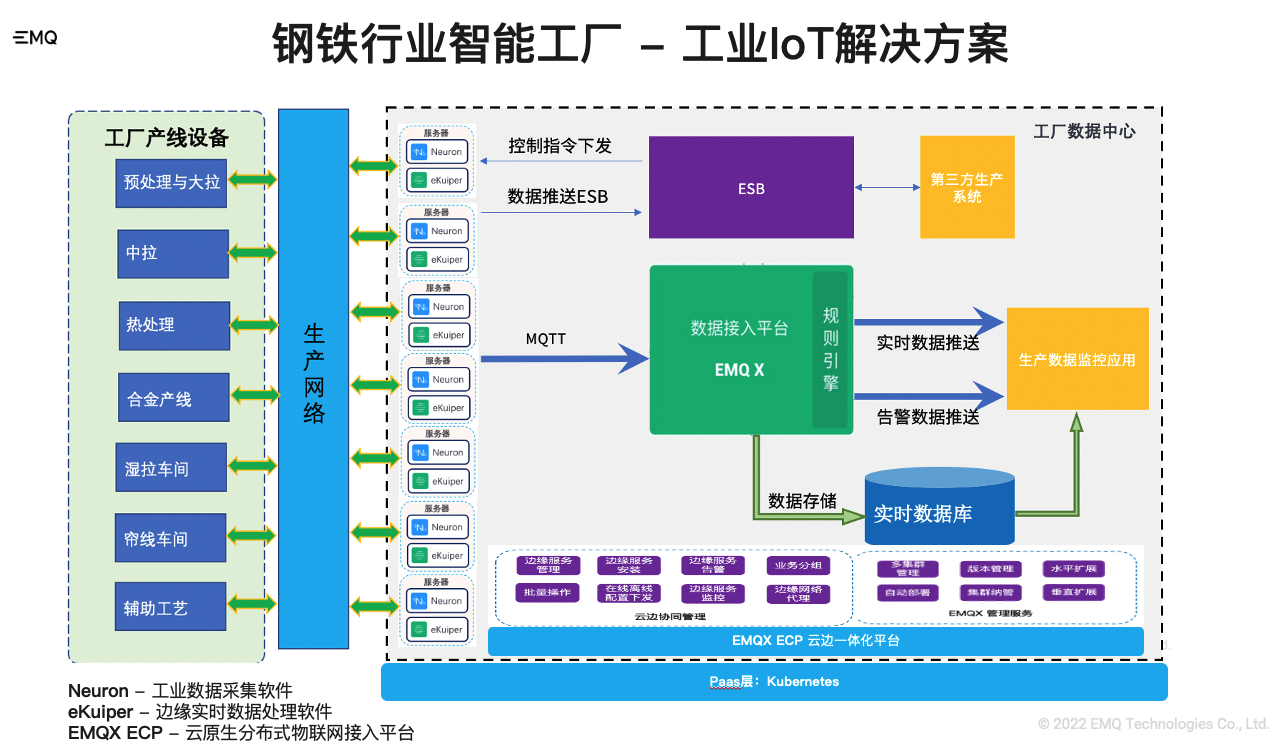 EMQ
钢铁行业智能工厂 – 工业IoT解决方案
工厂产线设备
预处理与大拉
中拉
热处理
合金产线
湿拉车间
帘线车间
辅助工艺
生
产
网
络
服务器
Neuron
eKuiper
服务器
Neuron
eKuiper
服务器
Neuron
eKuiper
服务器
Neuron
eKuiper
服务器
Neuron
eKuiper
服务器
Neuron
eKuiper
服务器
Neuron
eKuiper
工厂数据中心
控制指令下发
数据推送ESB
ESB
第三方生产
系统
MQTT
数据接入平台
EMQ X
规
则
引
擎
实时数据推送
告警数据推送
生产数据监控应用
数据存储
实时数据库
边缘服务
管理
边缘服务
安装
边缘服务
告警
业务分组
批量操作
在线离线
配置下发
边缘服务
监控
边缘网络
代理
云边协同管理
多集群
管理
版本管理
水平扩展
自动部署
集群纳管
垂直扩展
EMQX 管理服务
EMQX ECP 云边一体化平台
Paas层：Kubernetes
Neuron – 工业数据采集软件
eKuiper – 边缘实时数据处理软件
EMQX ECP – 云原生分布式物联网接入平台
© 2022 EMQ Technologies Co., Ltd.